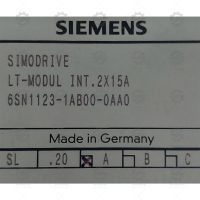 SIEMENS
SIMODRIVE
LT-MODUL INT.2X15A
6SN1123-1AB00-0AA0
Made in Germany
SL .20 A B C